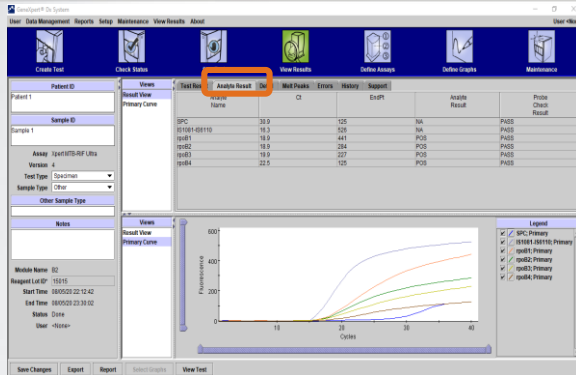 GeneXpert® Dx System
User Data Management Reports Setup Maintenance View Results About
User <No
Create Test
Check Status
View Results
Define Assays
Define Graphs
Maintenance
Patient ID
Patient 1
Sample ID
Sample 1
Assay Xpert MTB-RIF Ultra
Version 4
Test Type Specimen
Sample Type Other
Other Sample Type
Notes
Module Name B2
Reagent Lot ID* 15015
Start Time 08/05/20 22:12:42
End Time 08/05/20 23:30:02
Status Done
User <None>
Views
Result View
Primary Curve
Analyte Result
Melt Peaks
Errors
History
Support
Analyte Name
Ct
EndPt
Analyte Result
Probe Check Result
SPC 30.9 125 NA PASS
IS1081-IS6110 16.3 526 NA PASS
rpoB1 18.9 441 POS PASS
rpoB2 18.9 284 POS PASS
rpoB3 19.9 227 POS PASS
rpoB4 22.5 125 POS PASS
Views
Result View
Primary Curve
Fluorescence
600
400
200
0
10
20
30
40
Cycles
Legend
SPC; Primary
IS1081-IS6110; Primary
rpoB1; Primary
rpoB2; Primary
rpoB3; Primary
rpoB4; Primary
Save Changes
Export
Report
Select Graphs
View Test